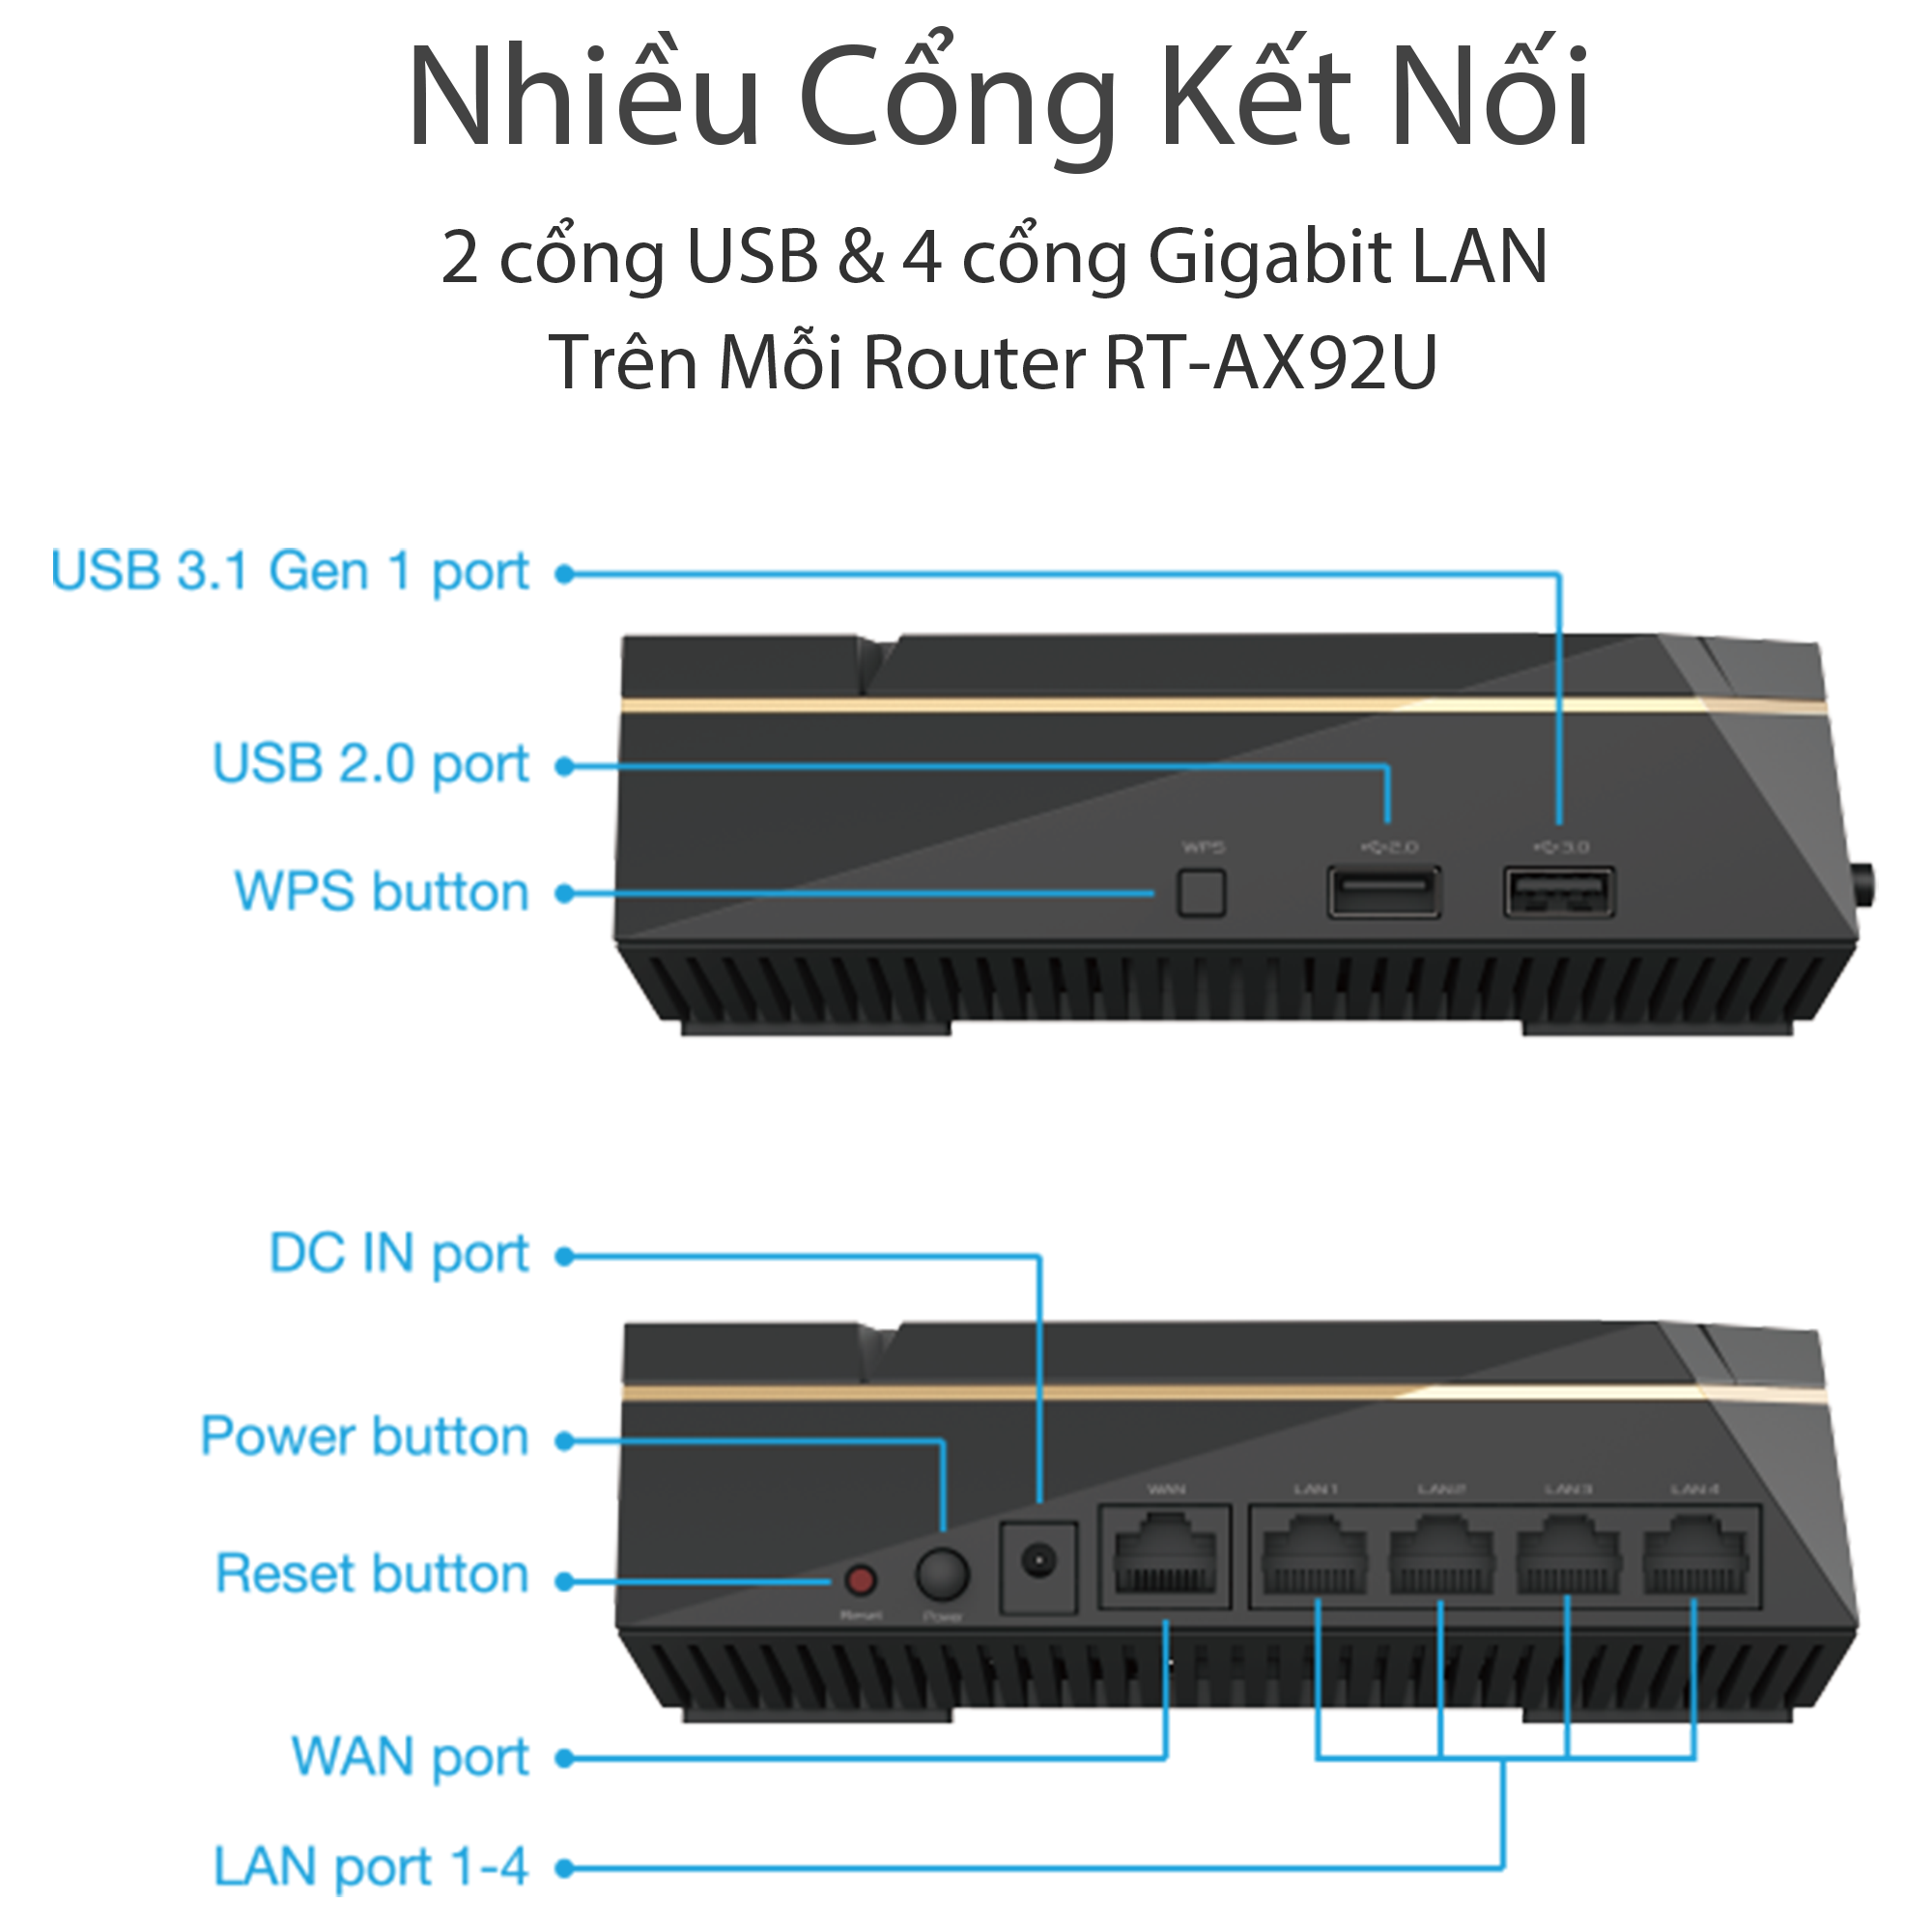 Nhiều Cổng Kết Nối
2 cổng USB & 4 cổng Gigabit LAN
Trên Mỗi Router RT-AX92U
USB 3.1 Gen 1 port
USB 2.0 port
WPS button
WPS
2.0
3.0
DC IN port
Power button
Reset button
WAN
LAN 1
LAN 2
LAN 3
LAN 4
Reset
Power
WAN port
LAN port 1-4